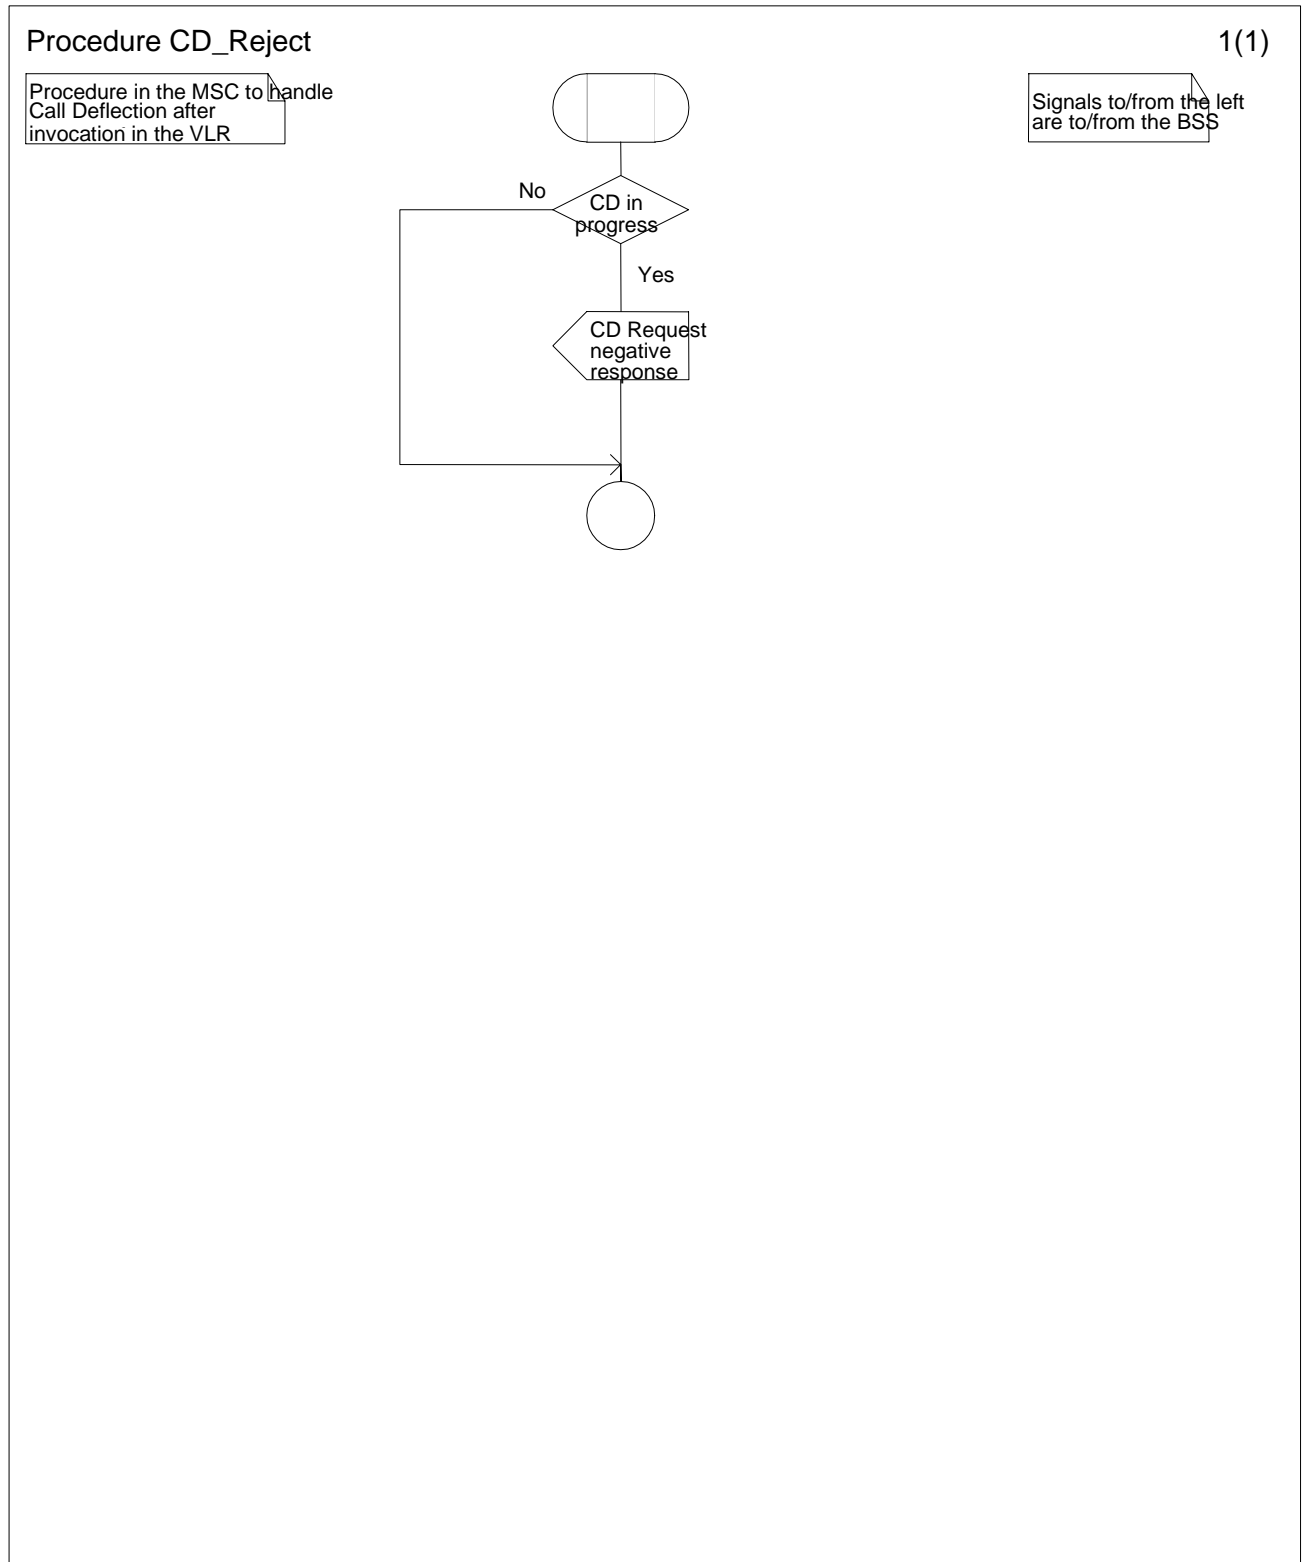 Procedure CD_Reject
1(1)
Procedure in the MSC to handle
Call Deflection after
invocation in the VLR
Signals to/from the left
are to/from the BSS
No
CD in
progress
Yes
CD Request
negative
response